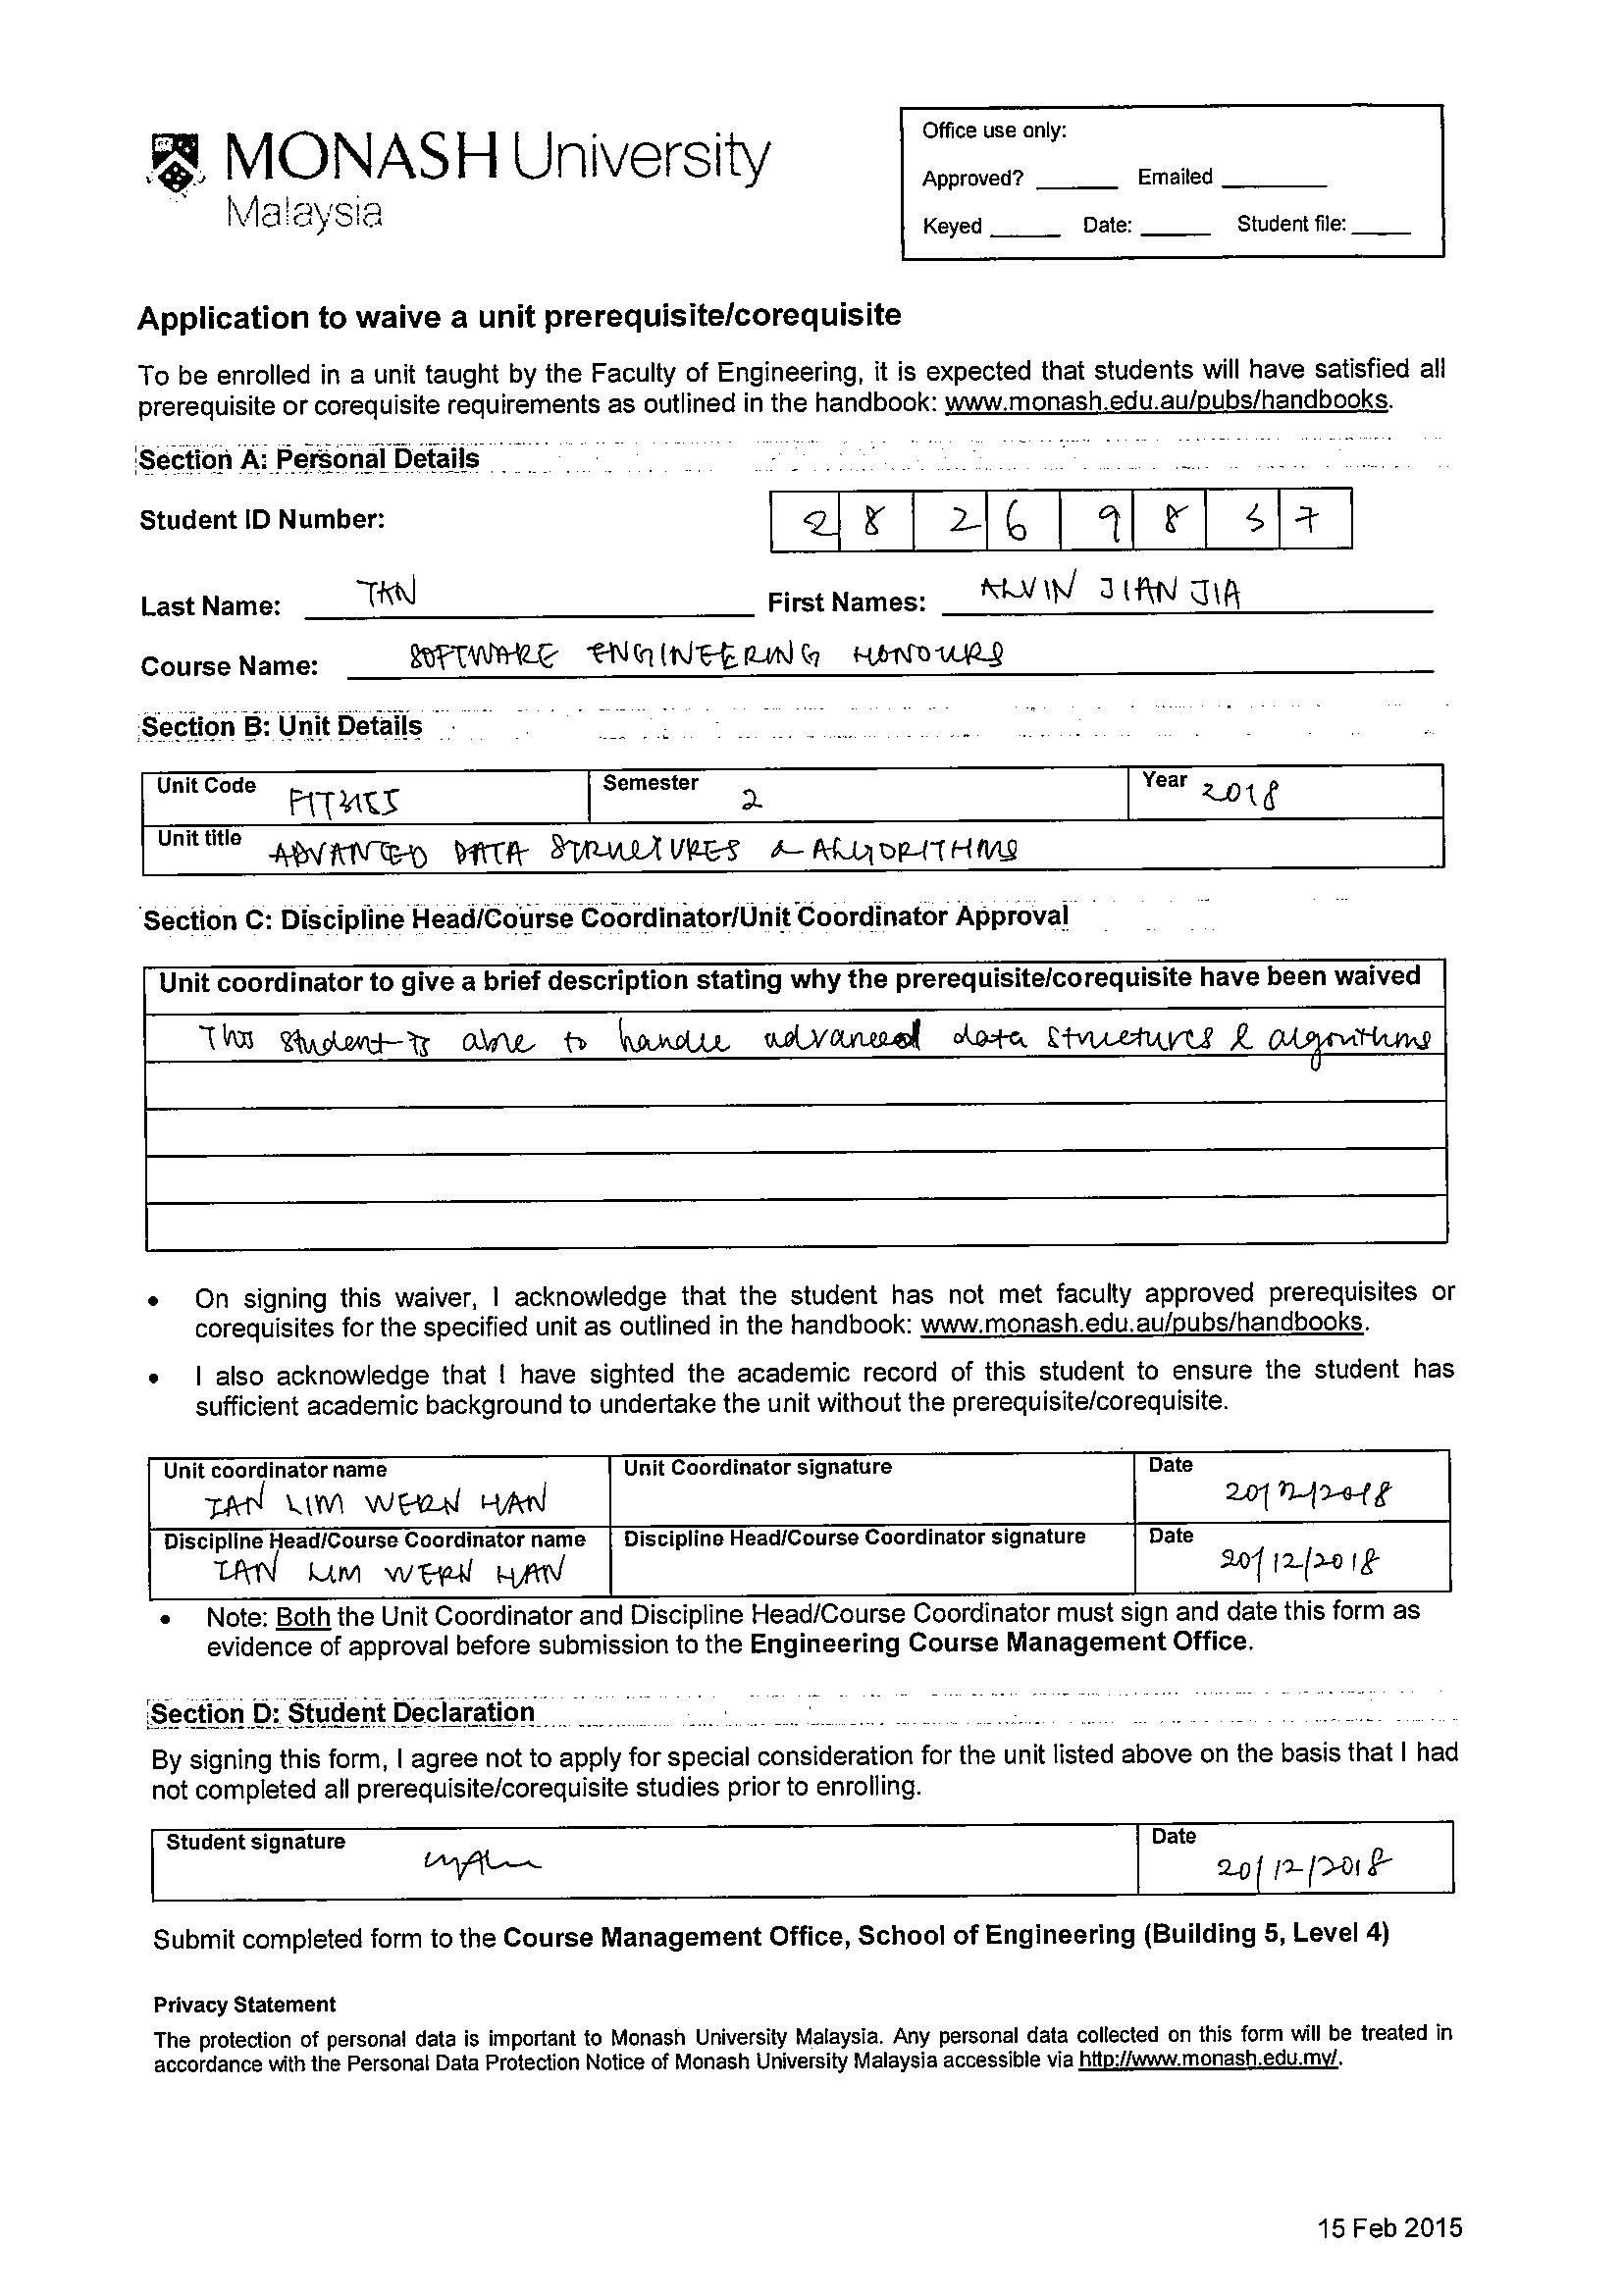 MONASH University
Malaysia
Office use only:
Approved? ______ Emailed ______
Keyed ______ Date: ______ Student file: ______
Application to waive a unit prerequisite/corequisite
To be enrolled in a unit taught by the Faculty of Engineering, it is expected that students will have satisfied all
prerequisite or corequisite requirements as outlined in the handbook: www.monash.edu.au/pubs/handbooks.
Section A: Personal Details
Student ID Number: 2 8 2 6 9 8 3 7
Last Name: TAN First Names: ALVIN JIAN JIA
Course Name: SOFTWARE ENGINEERING HONOURS
Section B: Unit Details
Unit Code Semester 2 Year 2018
Unit title ADVANCED DATA STRUCTURES & ALGORITHMS
Section C: Discipline Head/Course Coordinator/Unit Coordinator Approval
Unit coordinator to give a brief description stating why the prerequisite/corequisite have been waived
This student is able to handle advanced data structures & algorithms
• On signing this waiver, I acknowledge that the student has not met faculty approved prerequisites or
corequisites for the specified unit as outlined in the handbook: www.monash.edu.au/pubs/handbooks.
• I also acknowledge that I have sighted the academic record of this student to ensure the student has
sufficient academic background to undertake the unit without the prerequisite/corequisite.
Unit coordinator name Unit Coordinator signature Date
IAN LIM WERN HAN 20/12/2018
Discipline Head/Course Coordinator name Discipline Head/Course Coordinator signature Date
IAN LIM WERN HAN 20/12/2018
• Note: Both the Unit Coordinator and Discipline Head/Course Coordinator must sign and date this form as
evidence of approval before submission to the Engineering Course Management Office.
Section D: Student Declaration
By signing this form, I agree not to apply for special consideration for the unit listed above on the basis that I had
not completed all prerequisite/corequisite studies prior to enrolling.
Student signature Date
20/12/2018
Submit completed form to the Course Management Office, School of Engineering (Building 5, Level 4)
Privacy Statement
The protection of personal data is important to Monash University Malaysia. Any personal data collected on this form will be treated in
accordance with the Personal Data Protection Notice of Monash University Malaysia accessible via http://www.monash.edu.my/.
15 Feb 2015